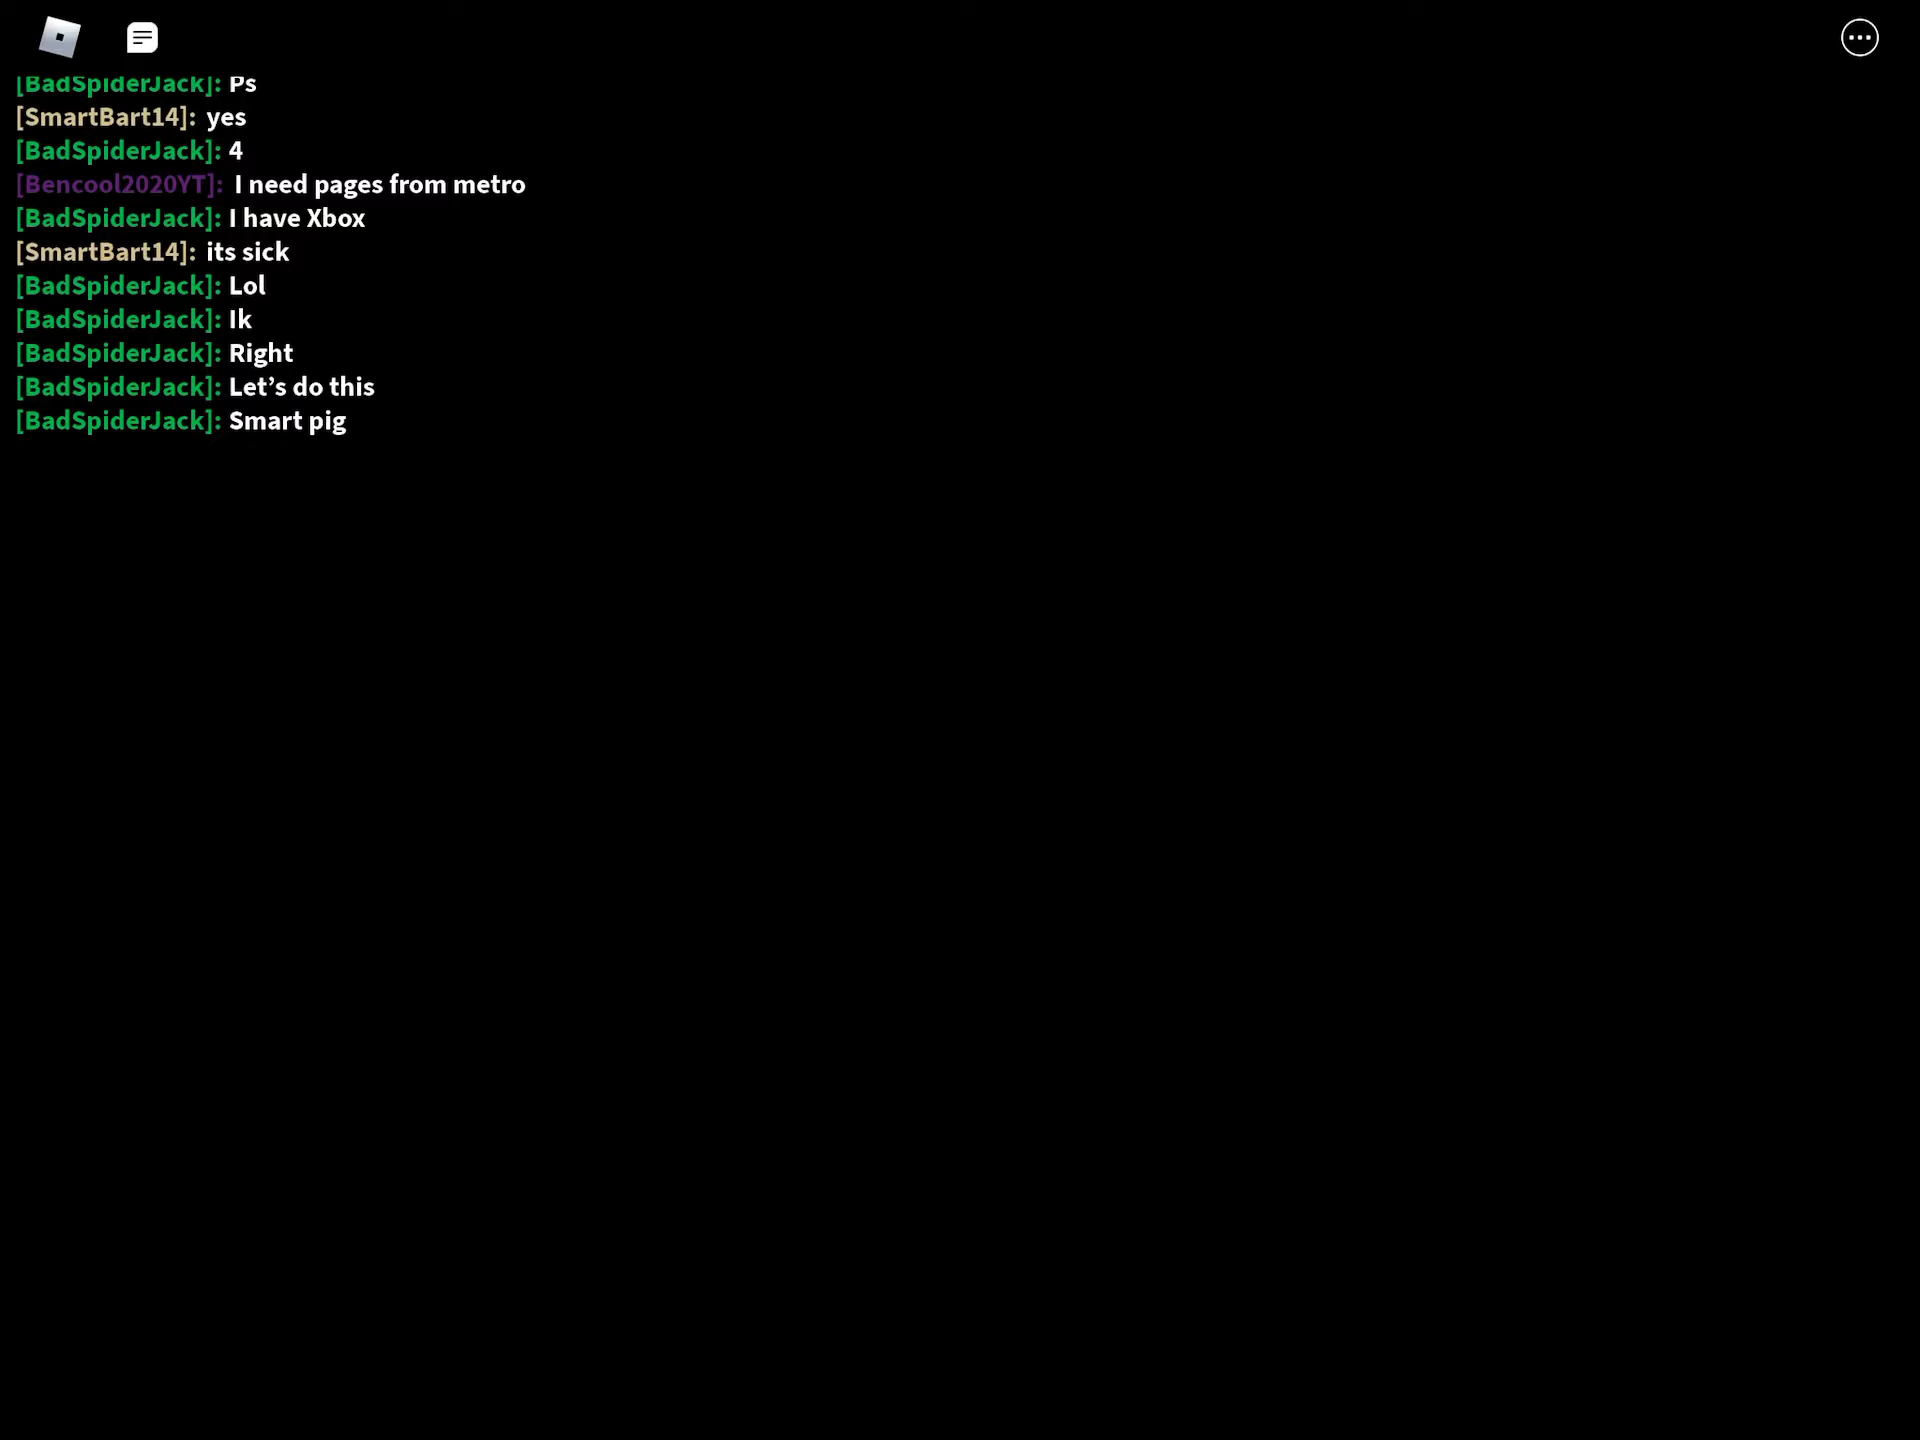 [BadSpiderJack]: Ps
[SmartBart14]: yes
[BadSpiderJack]: 4
[Bencool2020YT]: I need pages from metro
[BadSpiderJack]: I have Xbox
[SmartBart14]: its sick
[BadSpiderJack]: Lol
[BadSpiderJack]: Ik
[BadSpiderJack]: Right
[BadSpiderJack]: Let’s do this
[BadSpiderJack]: Smart pig